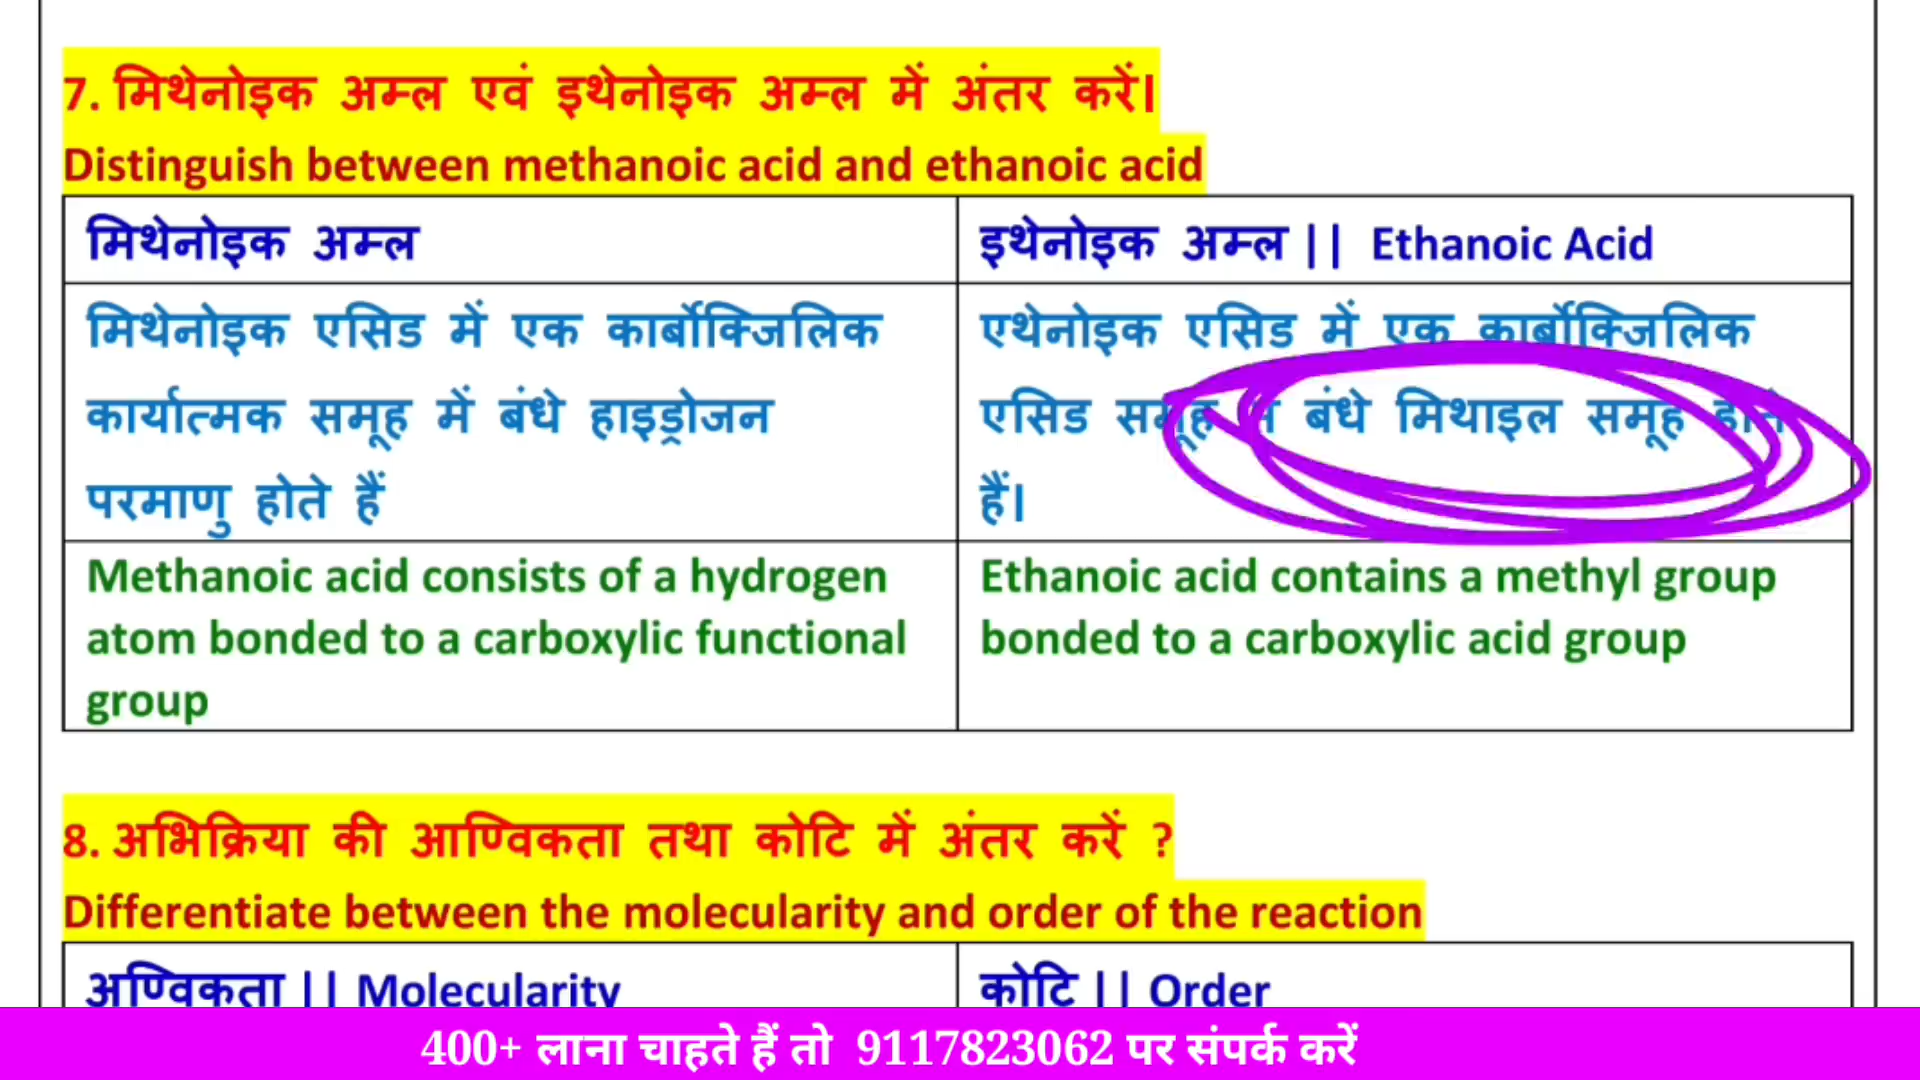 7. मिथेनोइक अम्ल एवं इथेनोइक अम्ल में अंतर करें।
Distinguish between methanoic acid and ethanoic acid
मिथेनोइक अम्ल
इथेनोइक अम्ल || Ethanoic Acid
मिथेनोइक एसिड में एक कार्बोक्जिलिक
कार्यात्मक समूह में बंधे हाइड्रोजन
परमाणु होते हैं
एथेनोइक एसिड में एक कार्बोक्जिलिक
एसिड समूह में बंधे मिथाइल समूह होते
हैं।
Methanoic acid consists of a hydrogen
atom bonded to a carboxylic functional
group
Ethanoic acid contains a methyl group
bonded to a carboxylic acid group
8. अभिक्रिया की आण्विकता तथा कोटि में अंतर करें ?
Differentiate between the molecularity and order of the reaction
अण्विकता || Molecularity
कोटि || Order
400+ लाना चाहते हैं तो 9117823062 पर संपर्क करें